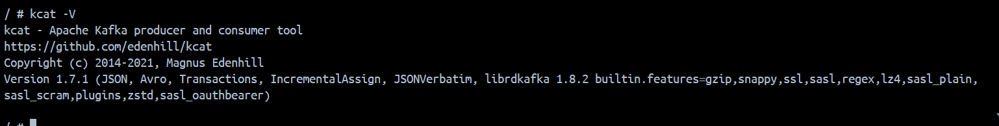 / # kcat -V
kcat - Apache Kafka producer and consumer tool
https://github.com/edenhill/kcat
Copyright (c) 2014-2021, Magnus Edenhill
Version 1.7.1 (JSON, Avro, Transactions, IncrementalAssign, JSONVerbatim, librdkafka 1.8.2 builtin.features=gzip,snappy,ssl,sasl,regex,lz4,sasl_plain,
sasl_scram,plugins,zstd,sasl_oauthbearer)
/ #